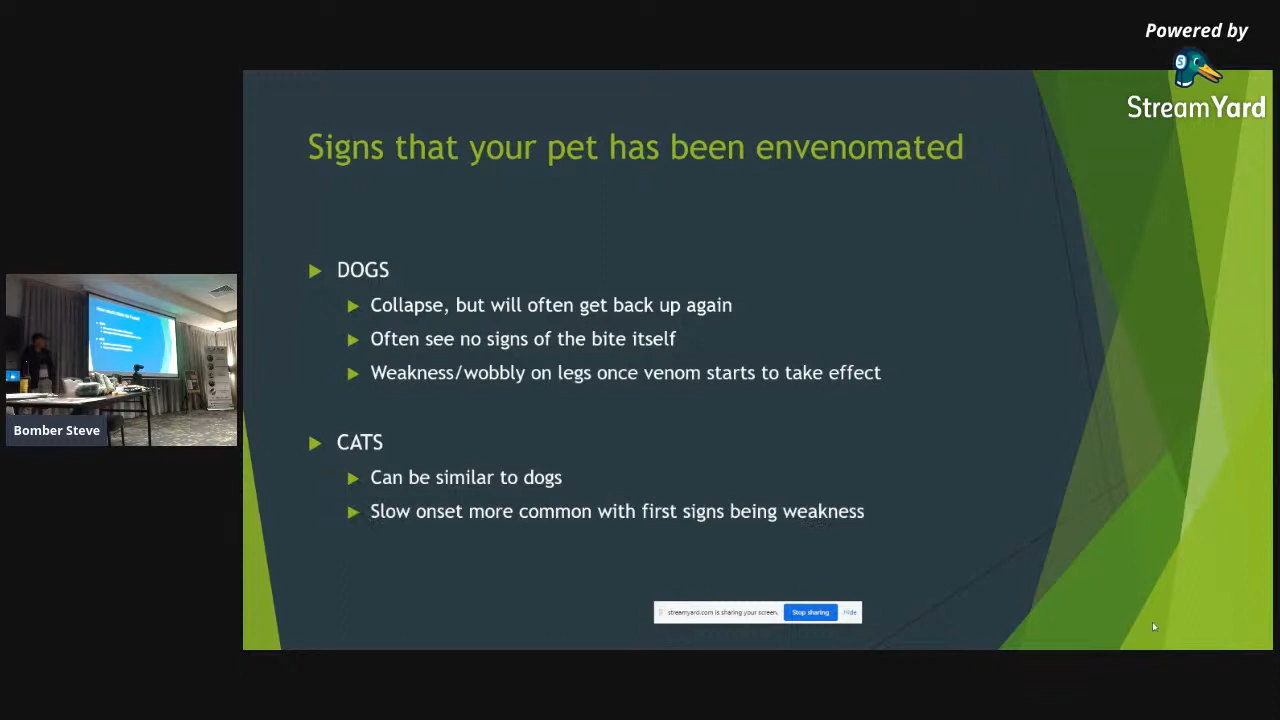 Powered by
StreamYard
Signs that your pet has been envenomated
DOGS
Collapse, but will often get back up again
Often see no signs of the bite itself
Weakness/wobbly on legs once venom starts to take effect
CATS
Can be similar to dogs
Slow onset more common with first signs being weakness
Bomber Steve
streamyard.com is sharing your screen.
Stop sharing
Hide